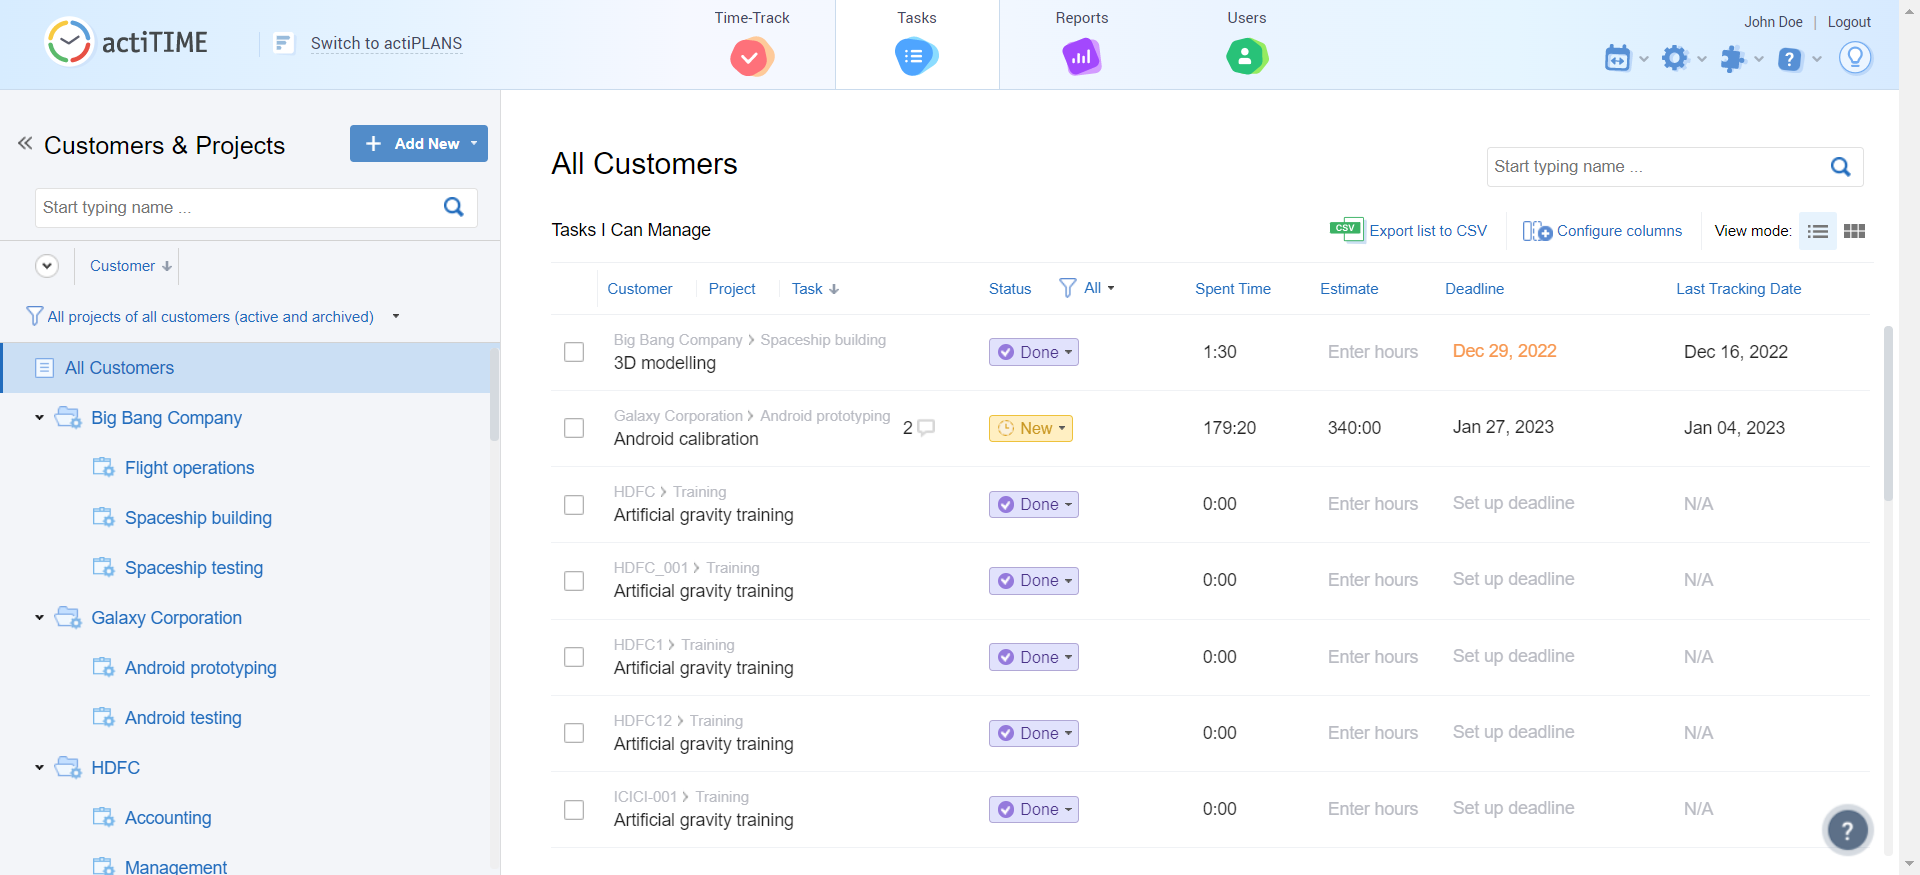 actiTIME
Switch to actiPLANS
Time-Track
Tasks
Reports
Users
John Doe | Logout
Customers & Projects
Add New
Start typing name ...
Customer
All projects of all customers (active and archived)
All Customers
Big Bang Company
Flight operations
Spaceship building
Spaceship testing
Galaxy Corporation
Android prototyping
Android testing
HDFC
Accounting
Management
All Customers
Start typing name ...
Tasks I Can Manage
CSV Export list to CSV
Configure columns
View mode:
Customer Project Task Status All Spent Time Estimate Deadline Last Tracking Date
Big Bang Company > Spaceship building
3D modelling Done 1:30 Enter hours Dec 29, 2022 Dec 16, 2022
Galaxy Corporation > Android prototyping
Android calibration 2 New 179:20 340:00 Jan 27, 2023 Jan 04, 2023
HDFC > Training
Artificial gravity training Done 0:00 Enter hours Set up deadline N/A
HDFC_001 > Training
Artificial gravity training Done 0:00 Enter hours Set up deadline N/A
HDFC1 > Training
Artificial gravity training Done 0:00 Enter hours Set up deadline N/A
HDFC12 > Training
Artificial gravity training Done 0:00 Enter hours Set up deadline N/A
ICICI-001 > Training
Artificial gravity training Done 0:00 Enter hours Set up deadline N/A
?